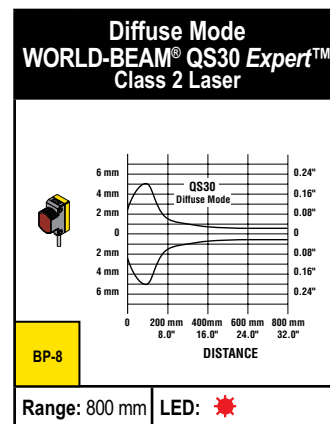 Diffuse Mode
WORLD-BEAM® QS30 Expert™
Class 2 Laser
QS30
Diffuse Mode
6 mm 0.24"
4 mm 0.16"
2 mm 0.08"
0 0
2 mm 0.08"
4 mm 0.16"
6 mm 0.24"
0 200 mm 400mm 600 mm 800 mm
8.0" 16.0" 24.0" 32.0"
DISTANCE
BP-8
Range: 800 mm LED: